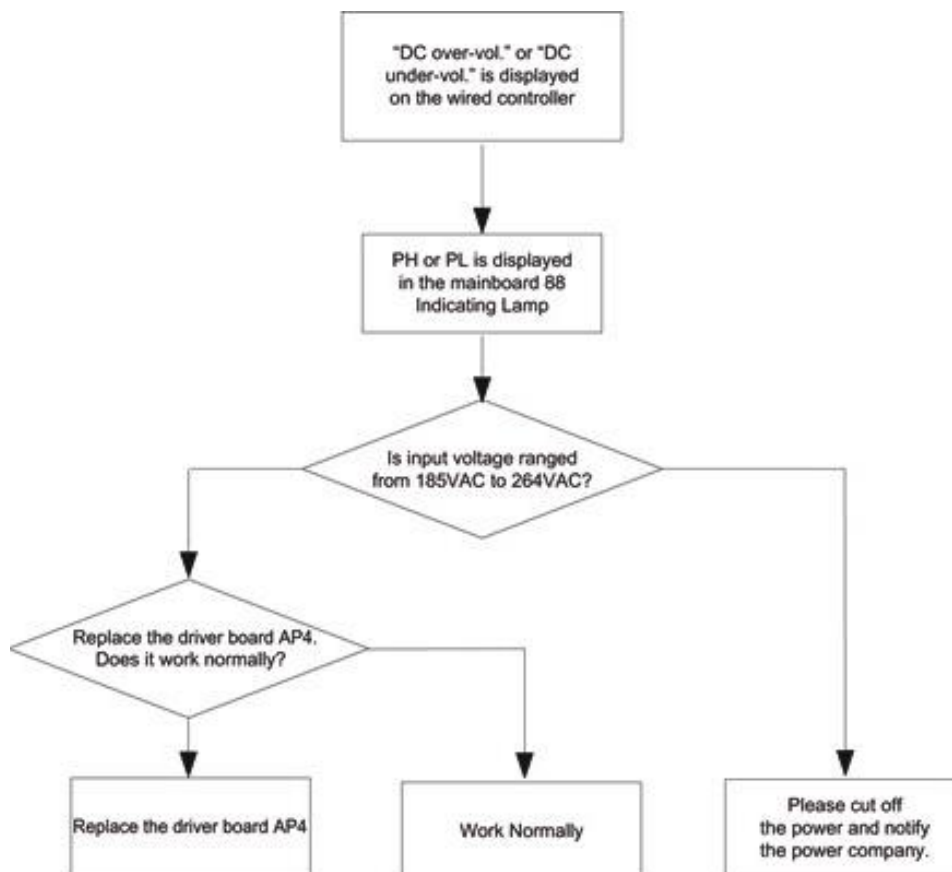 “DC over-vol.” or “DC
under-vol.” is displayed
on the wired controller
PH or PL is displayed
in the mainboard 88
Indicating Lamp
Is input voltage ranged
from 185VAC to 264VAC?
Replace the driver board AP4.
Does it work normally?
Replace the driver board AP4
Work Normally
Please cut off
the power and notify
the power company.